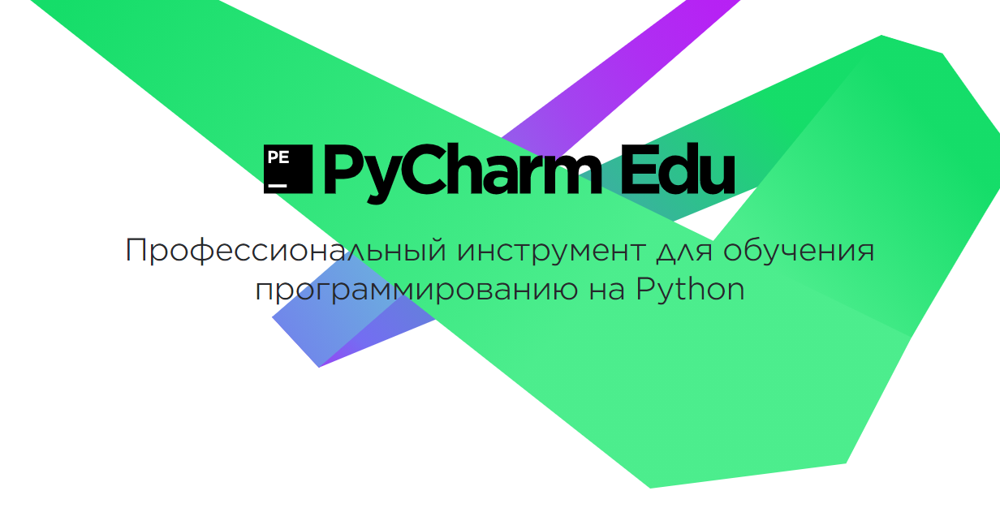 PE
PyCharm Edu
Профессиональный инструмент для обучения
программированию на Python